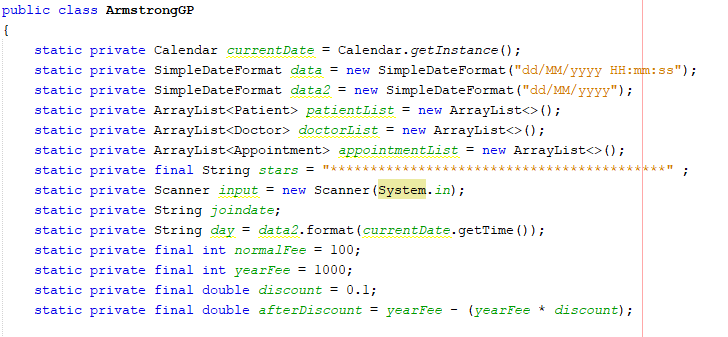 public class ArmstrongGP
{
static private Calendar currentDate = Calendar.getInstance();
static private SimpleDateFormat data = new SimpleDateFormat("dd/MM/yyyy HH:mm:ss");
static private SimpleDateFormat data2 = new SimpleDateFormat("dd/MM/yyyy");
static private ArrayList<Patient> patientList = new ArrayList<>();
static private ArrayList<Doctor> doctorList = new ArrayList<>();
static private ArrayList<Appointment> appointmentList = new ArrayList<>();
static private final String stars = "******************************************" ;
static private Scanner input = new Scanner(System.in);
static private String joindate;
static private String day = data2.format(currentDate.getTime());
static private final int normalFee = 100;
static private final int yearFee = 1000;
static private final double discount = 0.1;
static private final double afterDiscount = yearFee - (yearFee * discount);